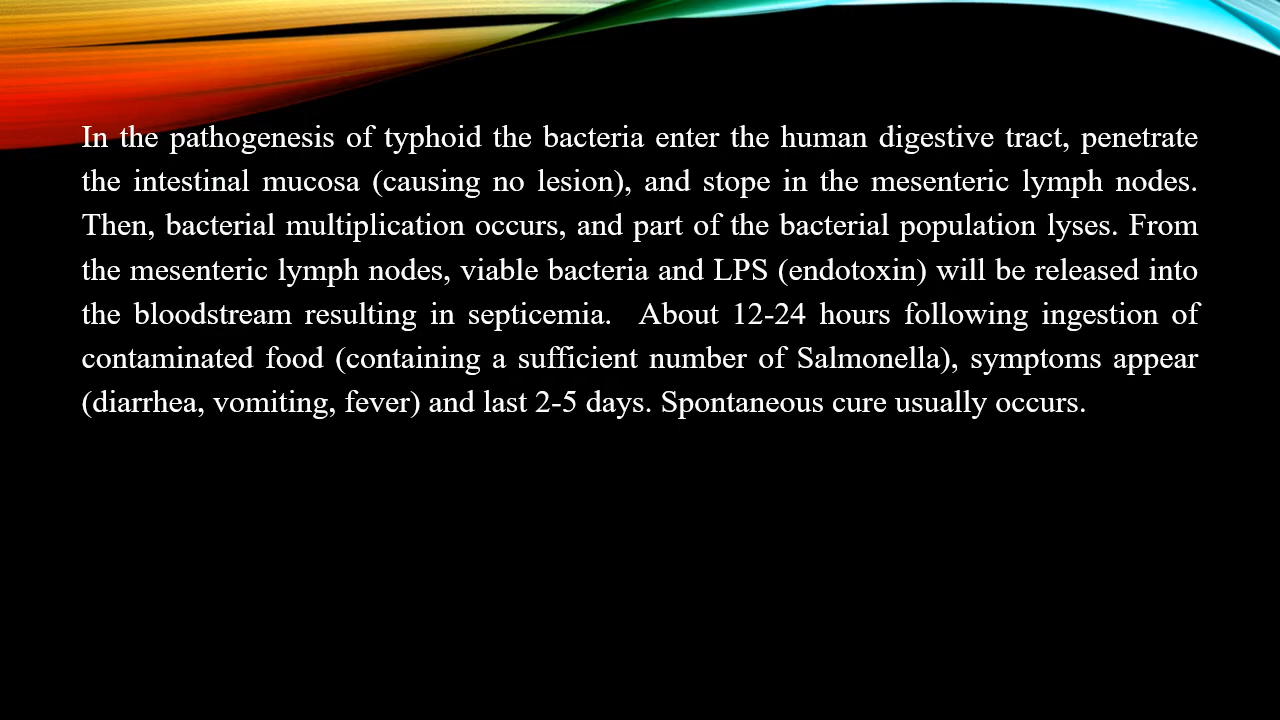 In the pathogenesis of typhoid the bacteria enter the human digestive tract, penetrate
the intestinal mucosa (causing no lesion), and stope in the mesenteric lymph nodes.
Then, bacterial multiplication occurs, and part of the bacterial population lyses. From
the mesenteric lymph nodes, viable bacteria and LPS (endotoxin) will be released into
the bloodstream resulting in septicemia.  About 12-24 hours following ingestion of
contaminated food (containing a sufficient number of Salmonella), symptoms appear
(diarrhea, vomiting, fever) and last 2-5 days. Spontaneous cure usually occurs.